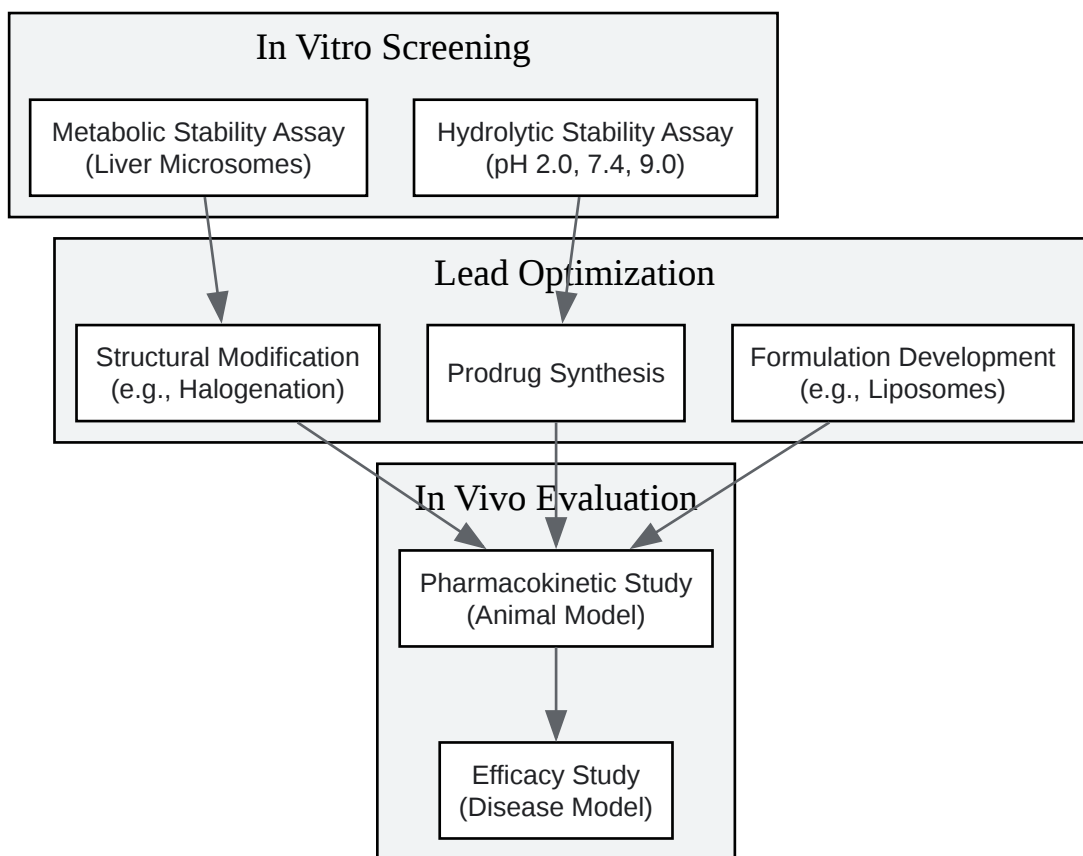 In Vitro Screening
Metabolic Stability Assay
(Liver Microsomes)
Hydrolytic Stability Assay
(pH 2.0, 7.4, 9.0)
Lead Optimization
Structural Modification
(e.g., Halogenation)
Prodrug Synthesis
Formulation Development
(e.g., Liposomes)
In Vivo Evaluation
Pharmacokinetic Study
(Animal Model)
Efficacy Study
(Disease Model)